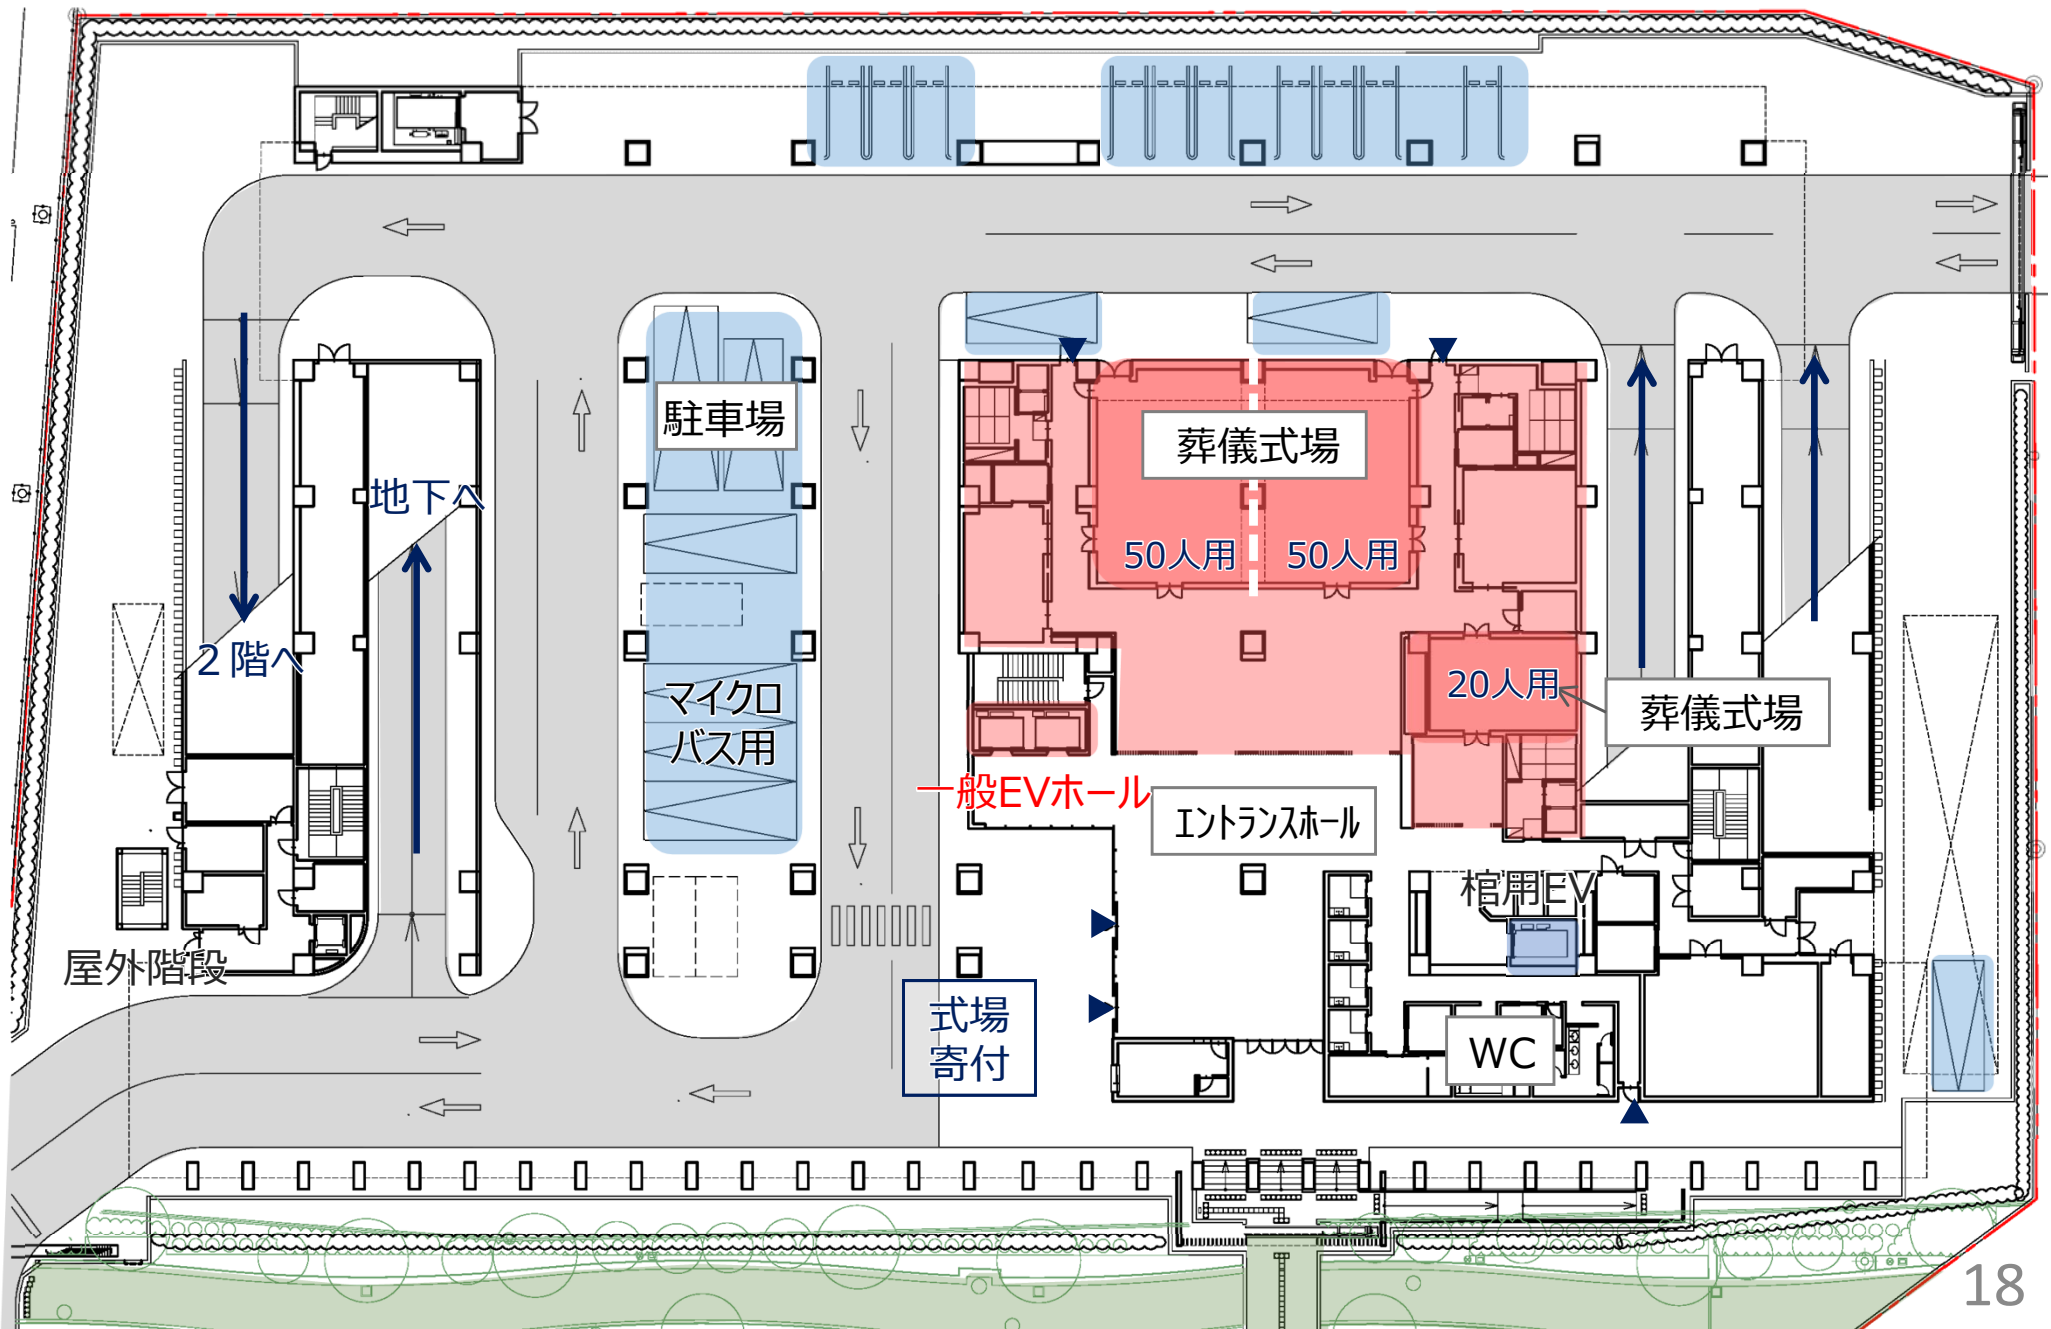 駐車場
葬儀式場
地下へ
50人用
50人用
２階へ
20人用
マイクロ
バス用
葬儀式場
一般EVホール
エントランスホール
棺用EV
屋外階段
式場
寄付
WC
18